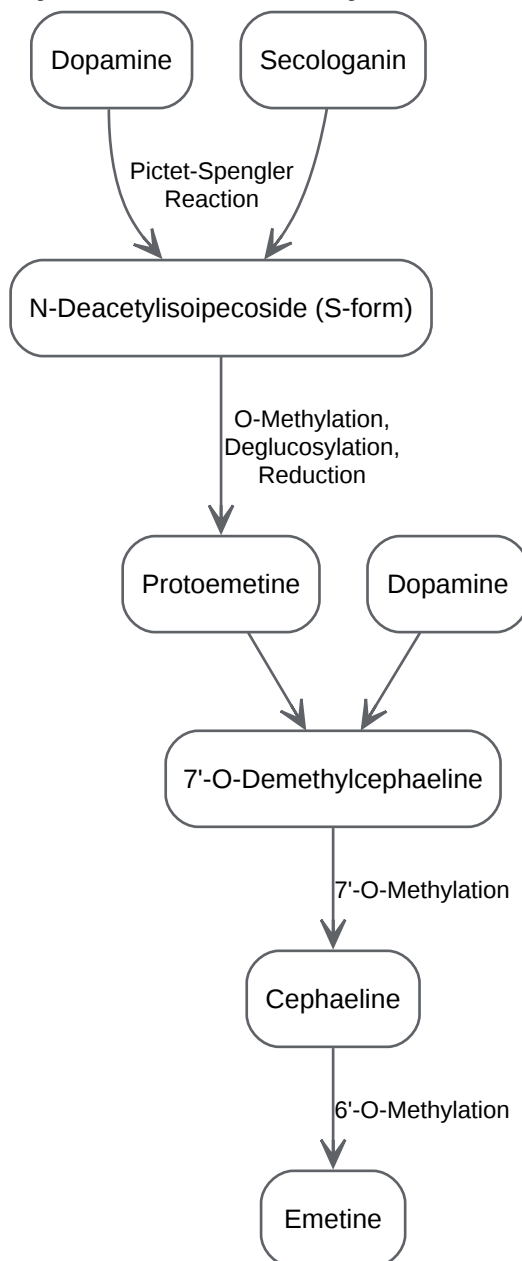 Dopamine
Secologanin
Pictet-Spengler
Reaction
N-Deacetylisoipecoside (S-form)
O-Methylation,
Deglucosylation,
Reduction
Protoemetine
Dopamine
7'-O-Demethylcephaeline
7'-O-Methylation
Cephaeline
6'-O-Methylation
Emetine